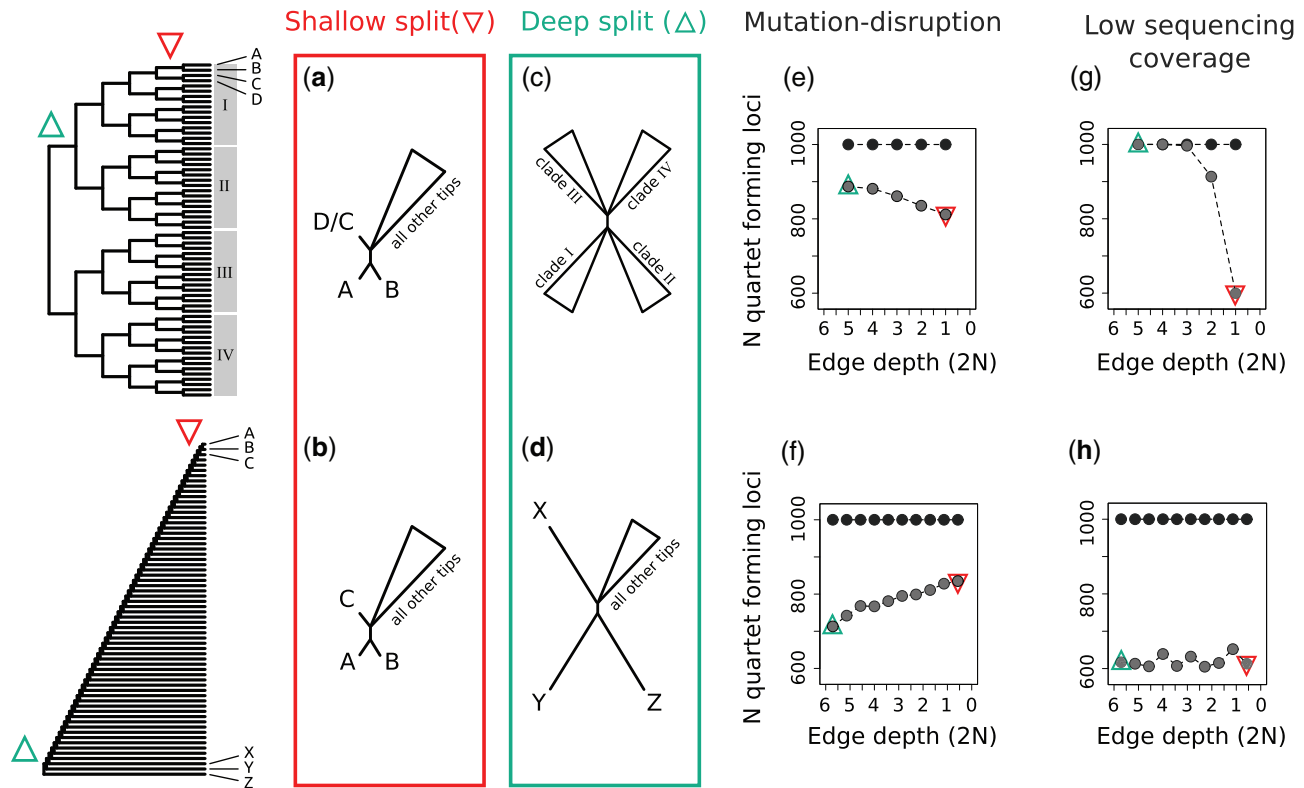 Shallow split(▽)
Deep split (△)
Mutation-disruption
Low sequencing
coverage
A
B
C
D
I
II
III
IV
(a)
D/C
all other tips
A
B
(c)
clade III
clade IV
clade I
clade II
(e)
N quartet forming loci
1000
800
600
6 5 4 3 2 1 0
Edge depth (2N)
(g)
1000
800
600
6 5 4 3 2 1 0
Edge depth (2N)
A
B
C
X
Y
Z
(b)
C
all other tips
A
B
(d)
X
all other tips
Y
Z
(f)
N quartet forming loci
1000
800
600
6 5 4 3 2 1 0
Edge depth (2N)
(h)
1000
800
600
6 5 4 3 2 1 0
Edge depth (2N)